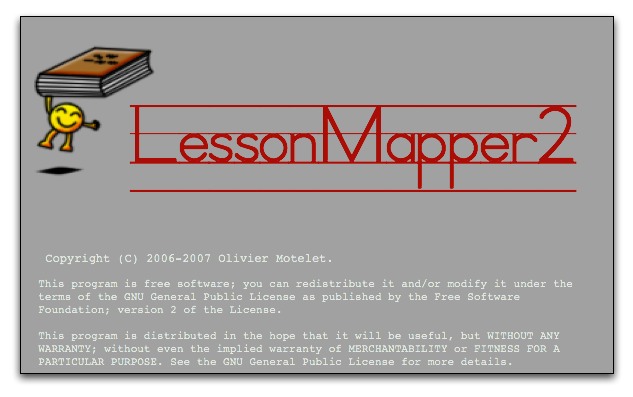 LessonMapper2
Copyright (C) 2006-2007 Olivier Motelet.
This program is free software; you can redistribute it and/or modify it under the
terms of the GNU General Public License as published by the Free Software
Foundation; version 2 of the License.
This program is distributed in the hope that it will be useful, but WITHOUT ANY
WARRANTY; without even the implied warranty of MERCHANTABILITY or FITNESS FOR A
PARTICULAR PURPOSE. See the GNU General Public License for more details.